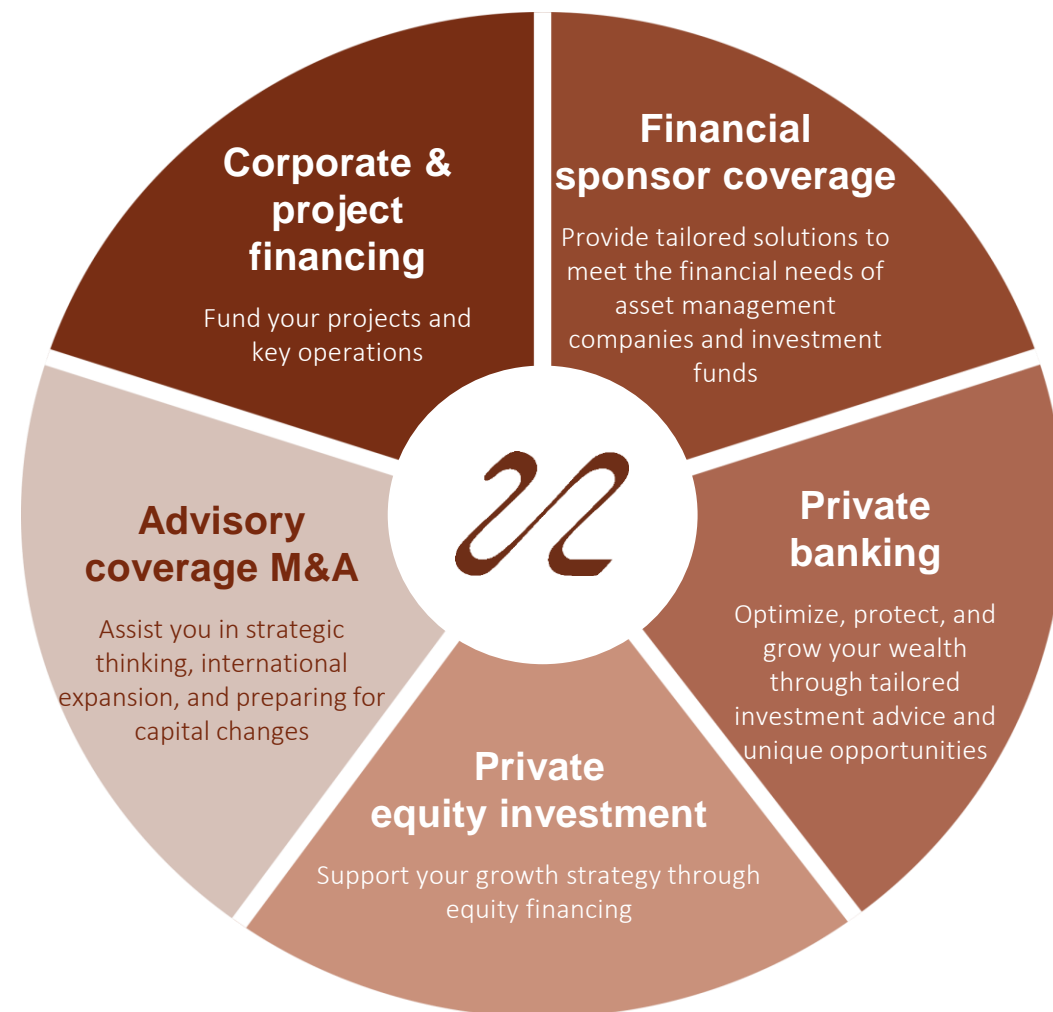 Corporate &
project
financing
Fund your projects and
key operations
Financial
sponsor coverage
Provide tailored solutions to
meet the financial needs of
asset management
companies and investment
funds
Private
banking
Optimize, protect, and
grow your wealth
through tailored
investment advice and
unique opportunities
Private
equity investment
Support your growth strategy through
equity financing
Advisory
coverage M&A
Assist you in strategic
thinking, international
expansion, and preparing for
capital changes